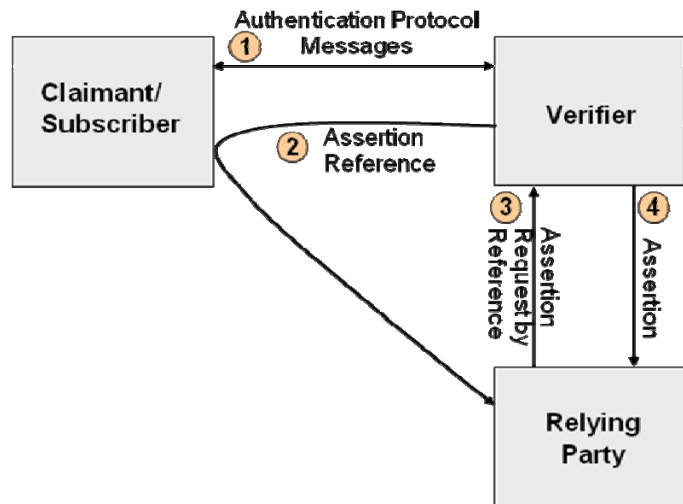 Authentication Protocol
Messages
1
Claimant/
Subscriber
Verifier
2
Assertion
Reference
3
Assertion
Request by
Reference
4
Assertion
Relying
Party